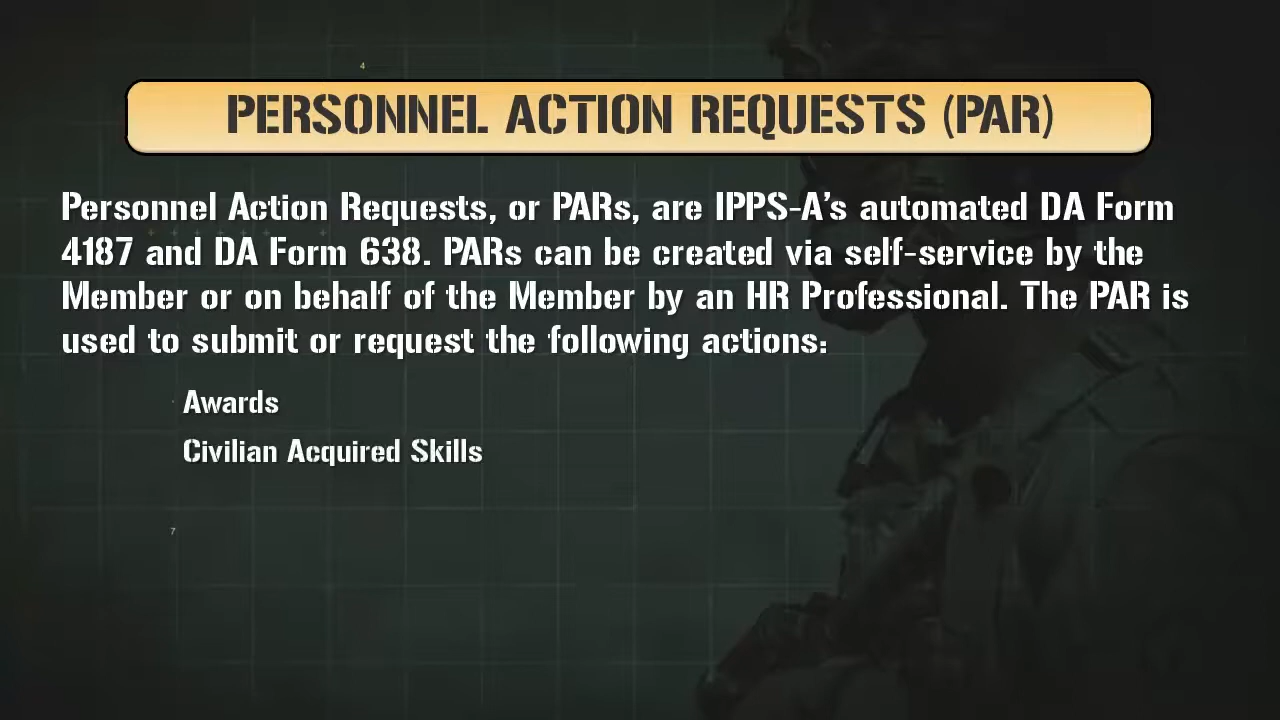 4
PERSONNEL ACTION REQUESTS (PAR)
Personnel Action Requests, or PARs, are IPPS-A's automated DA Form
4187 and DA Form 638. PARs can be created via self-service by the
Member or on behalf of the Member by an HR Professional. The PAR is
used to submit or request the following actions:
Awards
Civilian Acquired Skills
7